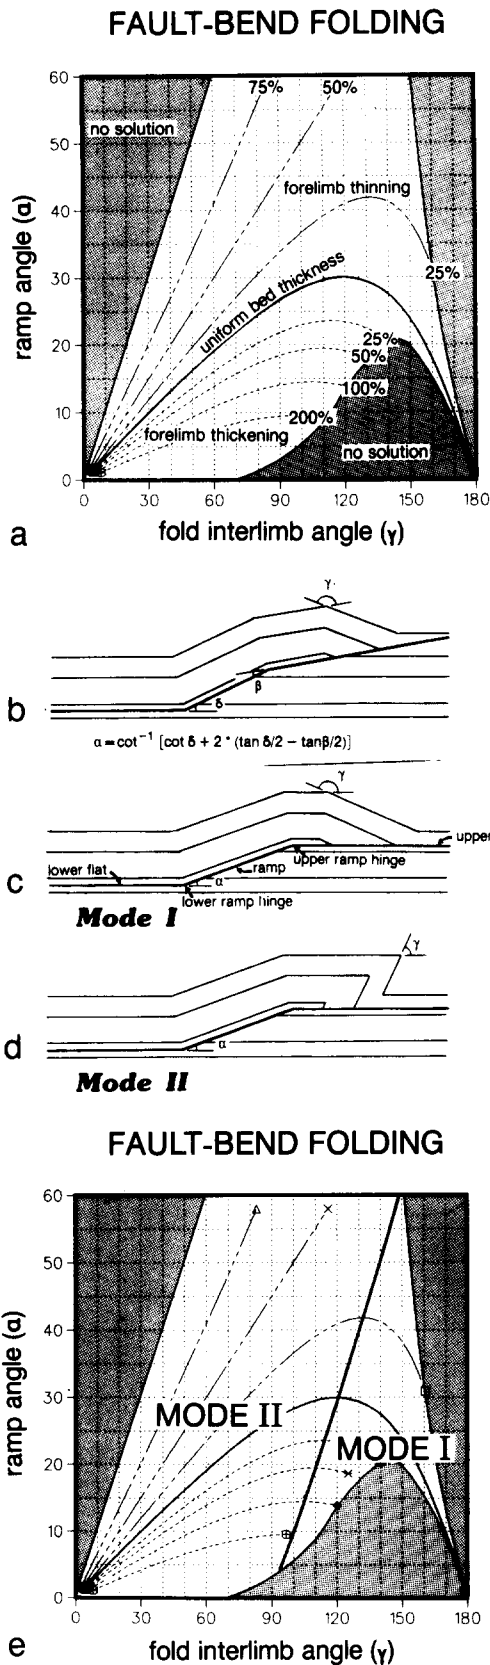 FAULT-BEND FOLDING
60
75%
50%
no solution
50
forelimb thinning
40
ramp angle (α)
25%
30
uniform bed thickness
20
25%
50%
100%
10
200%
forelimb thickening
no solution
0
0 30 60 90 120 150 180
a
fold interlimb angle (γ)
γ
β
δ
b
α = cot⁻¹ [cot δ + 2 * (tan δ/2 − tanβ/2)]
γ
upper
upper ramp hinge
lower flat
ramp
α
c
lower ramp hinge
Mode I
γ
α
d
Mode II
FAULT-BEND FOLDING
60
50
40
ramp angle (α)
30
MODE II
MODE I
20
10
0
0 30 60 90 120 150 180
e
fold interlimb angle (γ)